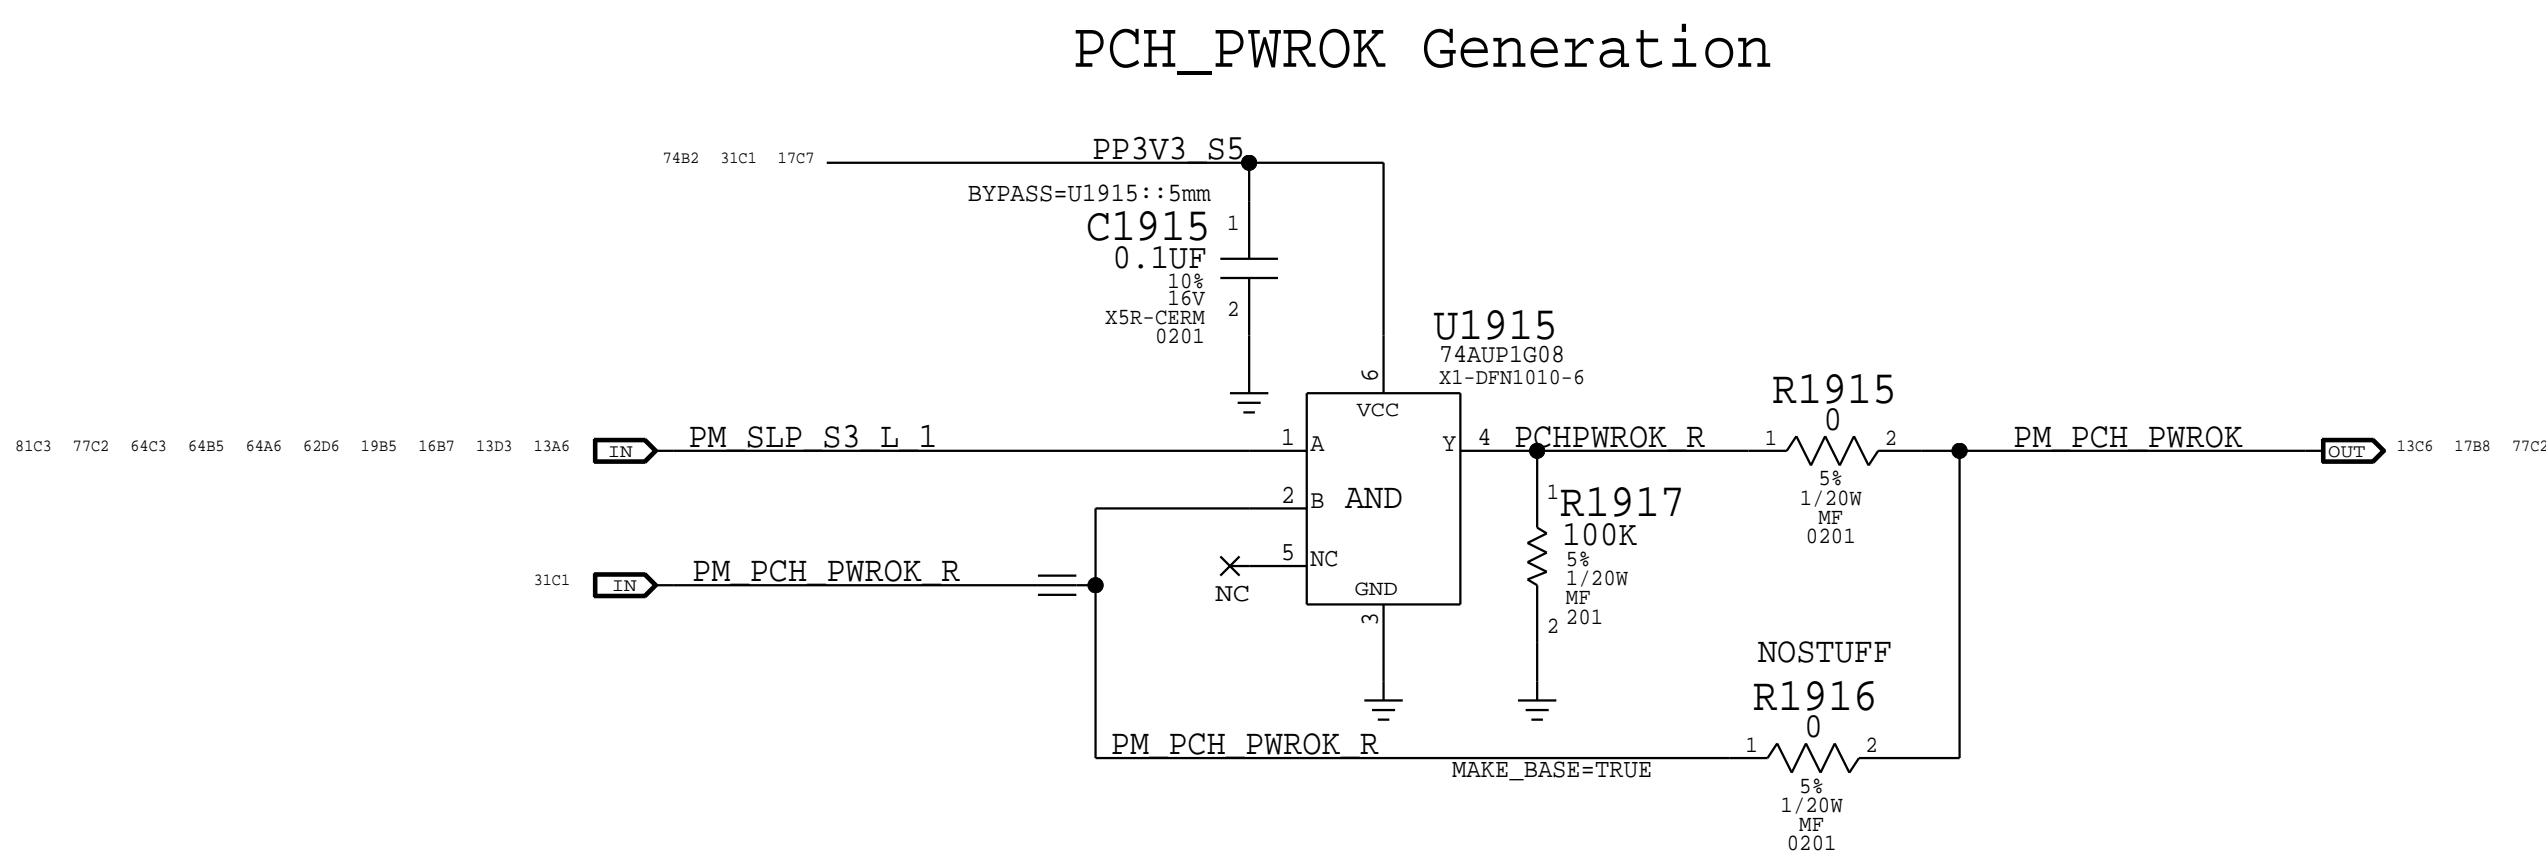 PCH_PWROK Generation
74B2 31C1 17C7
PP3V3_S5
BYPASS=U1915::5mm
C1915
0.1UF
10%
16V
X5R-CERM
0201
1
2
U1915
74AUP1G08
X1-DFN1010-6
6
VCC
81C3 77C2 64C3 64B5 64A6 62D6 19B5 16B7 13D3 13A6
IN
PM_SLP_S3_L_1
1
A
2
B
AND
5
NC
NC
GND
3
Y
4
PCHPWROK_R
31C1
IN
PM_PCH_PWROK_R
1
R1917
100K
5%
1/20W
MF
201
2
R1915
0
1
2
5%
1/20W
MF
0201
PM_PCH_PWROK
OUT
13C6 17B8 77C2
NOSTUFF
R1916
0
1
2
5%
1/20W
MF
0201
PM_PCH_PWROK_R
MAKE_BASE=TRUE